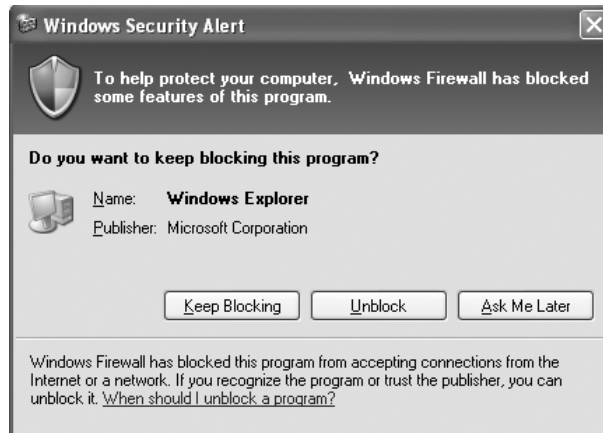 Windows Security Alert
To help protect your computer, Windows Firewall has blocked
some features of this program.
Do you want to keep blocking this program?
Name: Windows Explorer
Publisher: Microsoft Corporation
Keep Blocking Unblock Ask Me Later
Windows Firewall has blocked this program from accepting connections from the
Internet or a network. If you recognize the program or trust the publisher, you can
unblock it. When should I unblock a program?